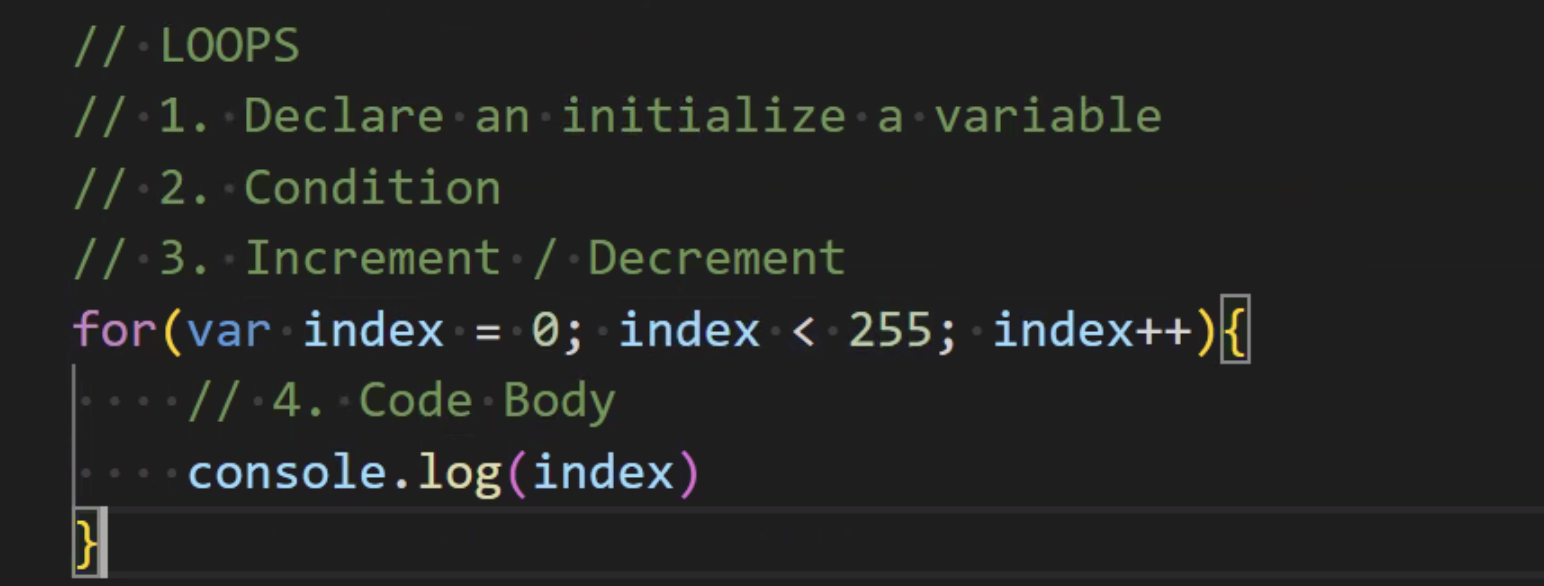 // LOOPS
// 1. Declare an initialize a variable
// 2. Condition
// 3. Increment / Decrement
for(var index = 0; index < 255; index++){
    // 4. Code Body
    console.log(index)
}